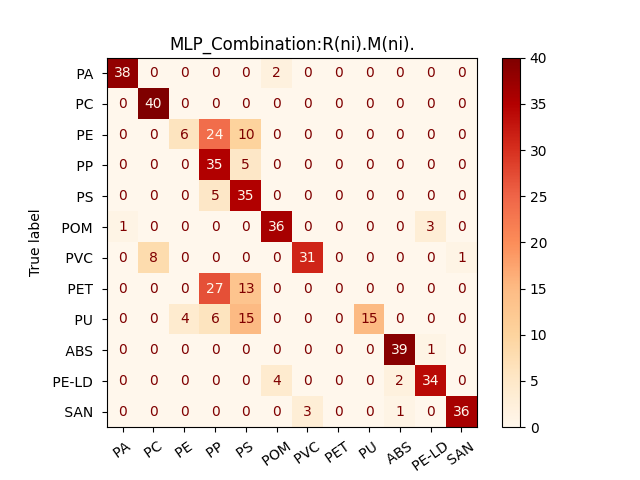 MLP_Combination:R(ni).M(ni).
PA 38 0 0 0 0 2 0 0 0 0 0 0
PC 0 40 0 0 0 0 0 0 0 0 0 0
PE 0 0 6 24 10 0 0 0 0 0 0 0
PP 0 0 0 35 5 0 0 0 0 0 0 0
PS 0 0 0 5 35 0 0 0 0 0 0 0
POM 1 0 0 0 0 36 0 0 0 0 3 0
PVC 0 8 0 0 0 0 31 0 0 0 0 1
PET 0 0 0 27 13 0 0 0 0 0 0 0
PU 0 0 4 6 15 0 0 0 15 0 0 0
ABS 0 0 0 0 0 0 0 0 0 39 1 0
PE-LD 0 0 0 0 0 4 0 0 0 2 34 0
SAN 0 0 0 0 0 0 3 0 0 1 0 36
PA PC PE PP PS POM PVC PET PU ABS PE-LD SAN
True label
40
35
30
25
20
15
10
5
0